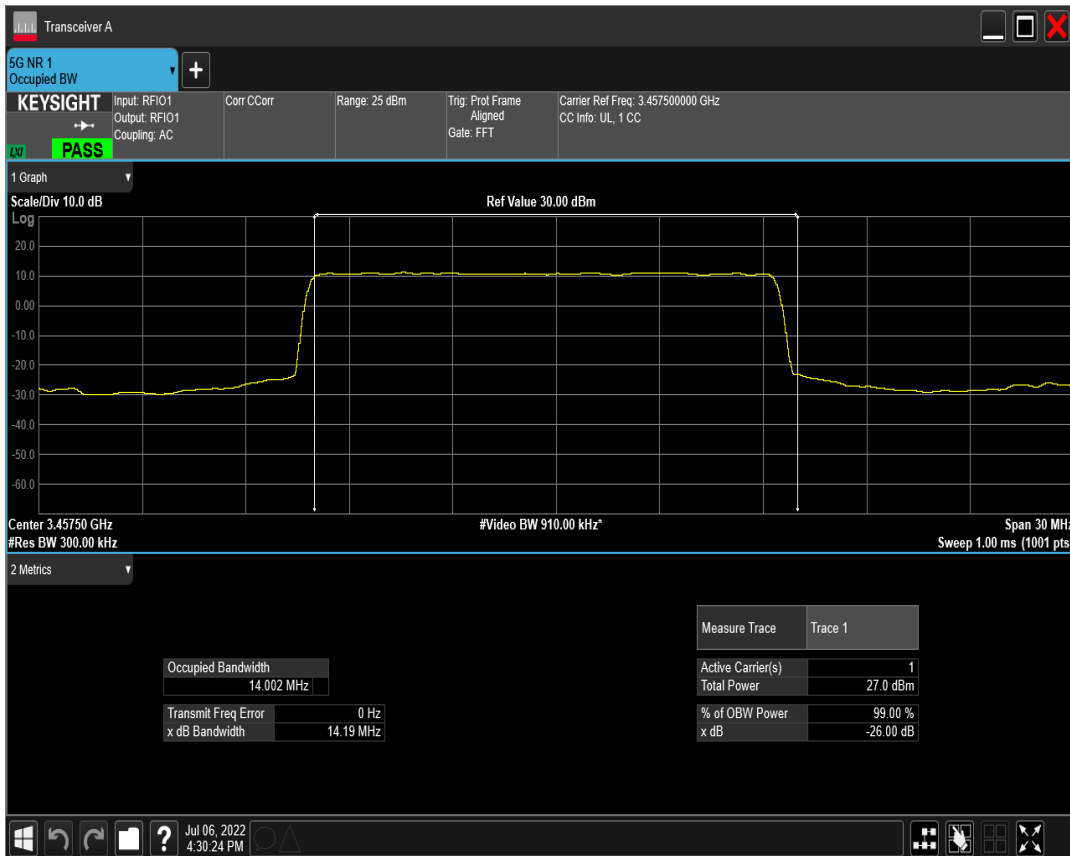 Transceiver A
5G NR 1
Occupied BW
KEYSIGHT
LXI
PASS
Input: RFIO1
Output: RFIO1
Coupling: AC
Corr CCorr
Range: 25 dBm
Trig: Prot Frame
Aligned
Gate: FFT
Carrier Ref Freq: 3.457500000 GHz
CC Info: UL, 1 CC
1 Graph
Scale/Div 10.0 dB
Ref Value 30.00 dBm
Log
20.0
10.0
0.00
-10.0
-20.0
-30.0
-40.0
-50.0
-60.0
Center 3.45750 GHz
#Video BW 910.00 kHz*
Span 30 MHz
#Res BW 300.00 kHz
Sweep 1.00 ms (1001 pts
2 Metrics
Measure Trace Trace 1
Occupied Bandwidth
14.002 MHz
Active Carrier(s) 1
Total Power 27.0 dBm
Transmit Freq Error 0 Hz
x dB Bandwidth 14.19 MHz
% of OBW Power 99.00 %
x dB -26.00 dB
?
Jul 06, 2022
4:30:24 PM